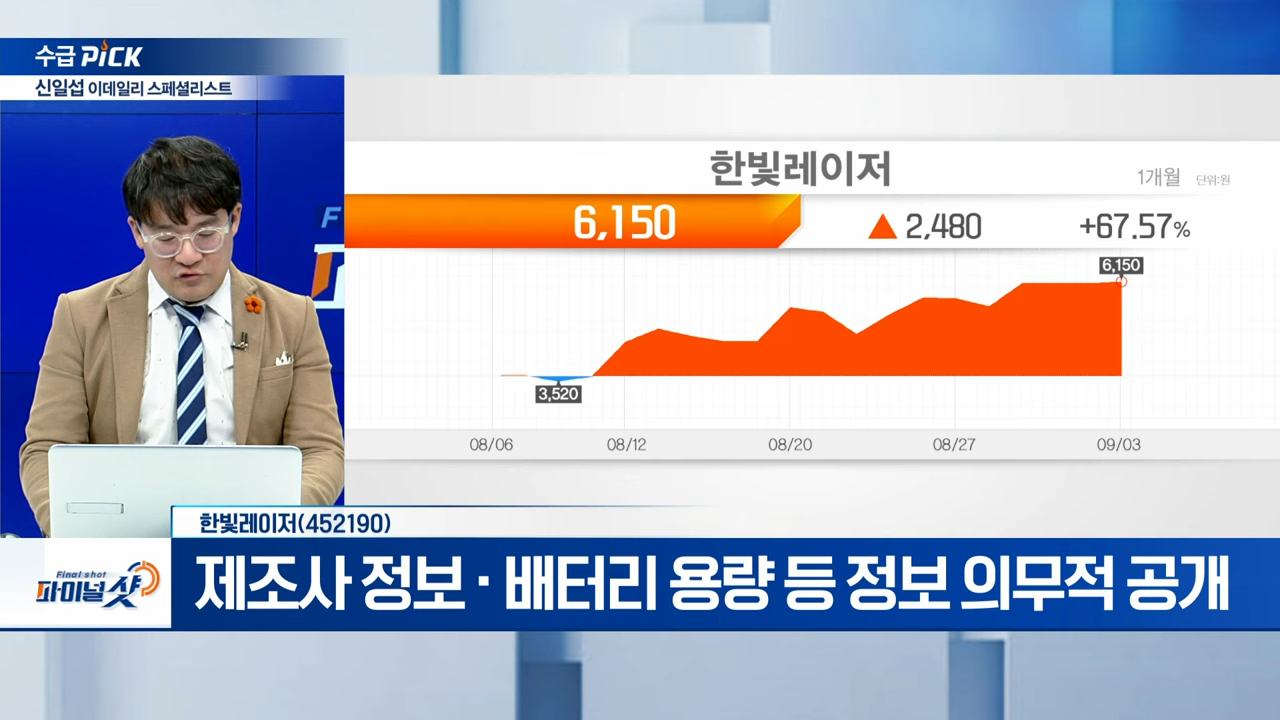 수급 PiCK
신일섭 이데일리 스페셜리스트
F
한빛레이저
1개월 단위:원
6,150 ▲ 2,480 +67.57%
6,150
3,520
08/06 08/12 08/20 08/27 09/03
한빛레이저(452190)
Final shot
파이널샷
제조사 정보·배터리 용량 등 정보 의무적 공개